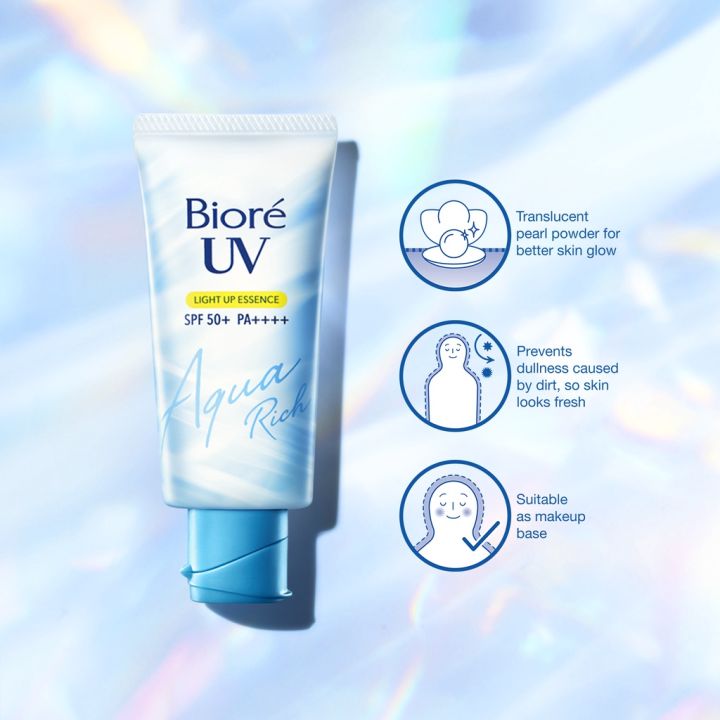 Bioré
UV
LIGHT UP ESSENCE
SPF 50+ PA++++
Aqua
Rich
Translucent
pearl powder for
better skin glow
Prevents
dullness caused
by dirt, so skin
looks fresh
Suitable
as makeup
base